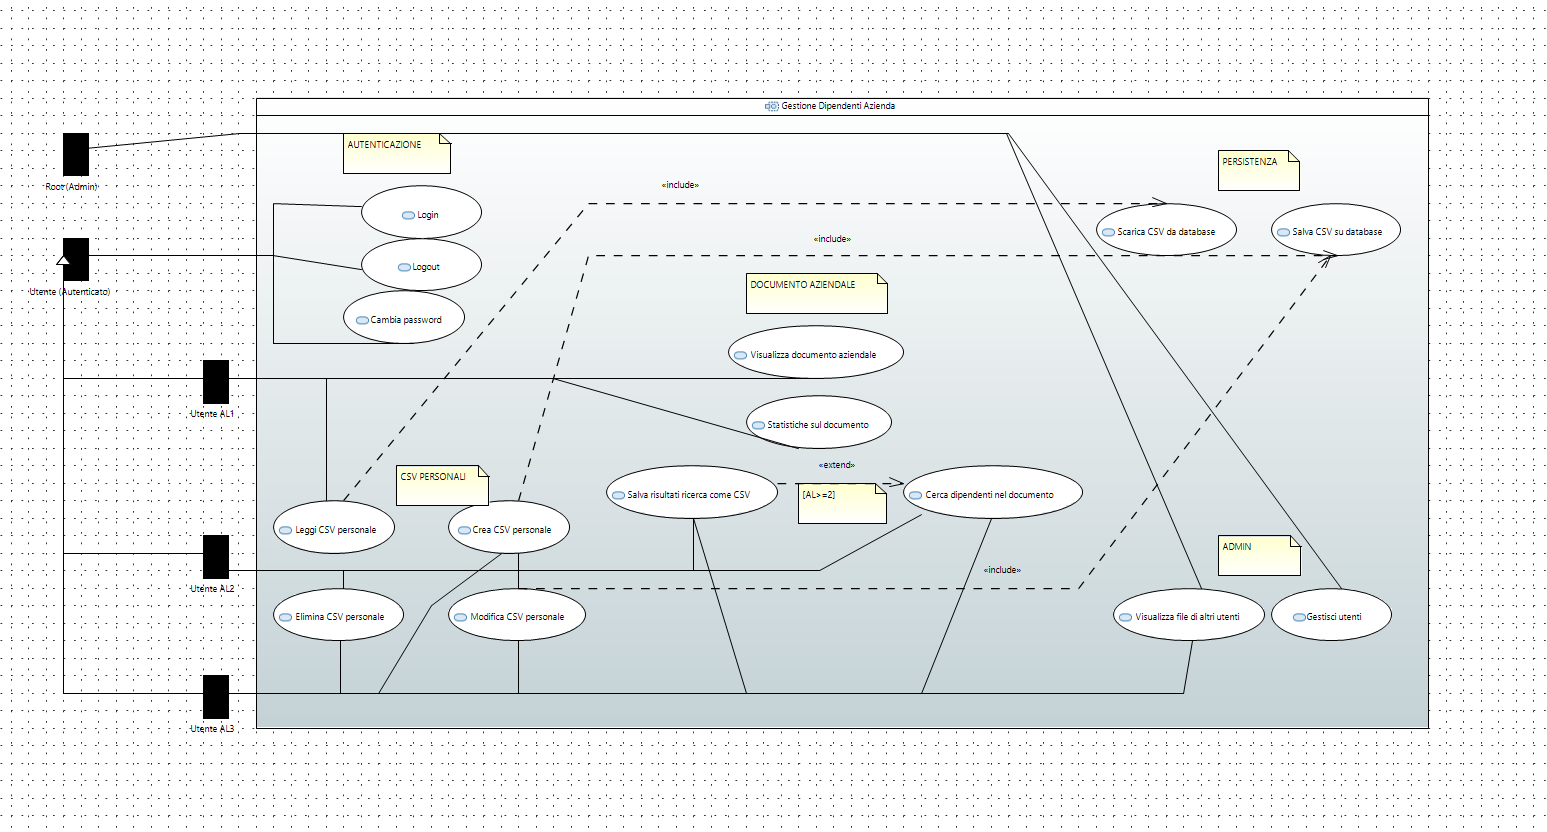 Gestione Dipendenti Azienda
Root (Admin)
AUTENTICAZIONE
«include»
PERSISTENZA
Login
Scarica CSV da database
Salva CSV su database
«include»
Logout
Utente (Autenticato)
DOCUMENTO AZIENDALE
Cambia password
Visualizza documento aziendale
Utente AL1
Statistiche sul documento
«extend»
CSV PERSONALI
Salva risultati ricerca come CSV
[AL>=2]
Cerca dipendenti nel documento
Leggi CSV personale
Crea CSV personale
ADMIN
«include»
Utente AL2
Elimina CSV personale
Modifica CSV personale
Visualizza file di altri utenti
Gestisci utenti
Utente AL3